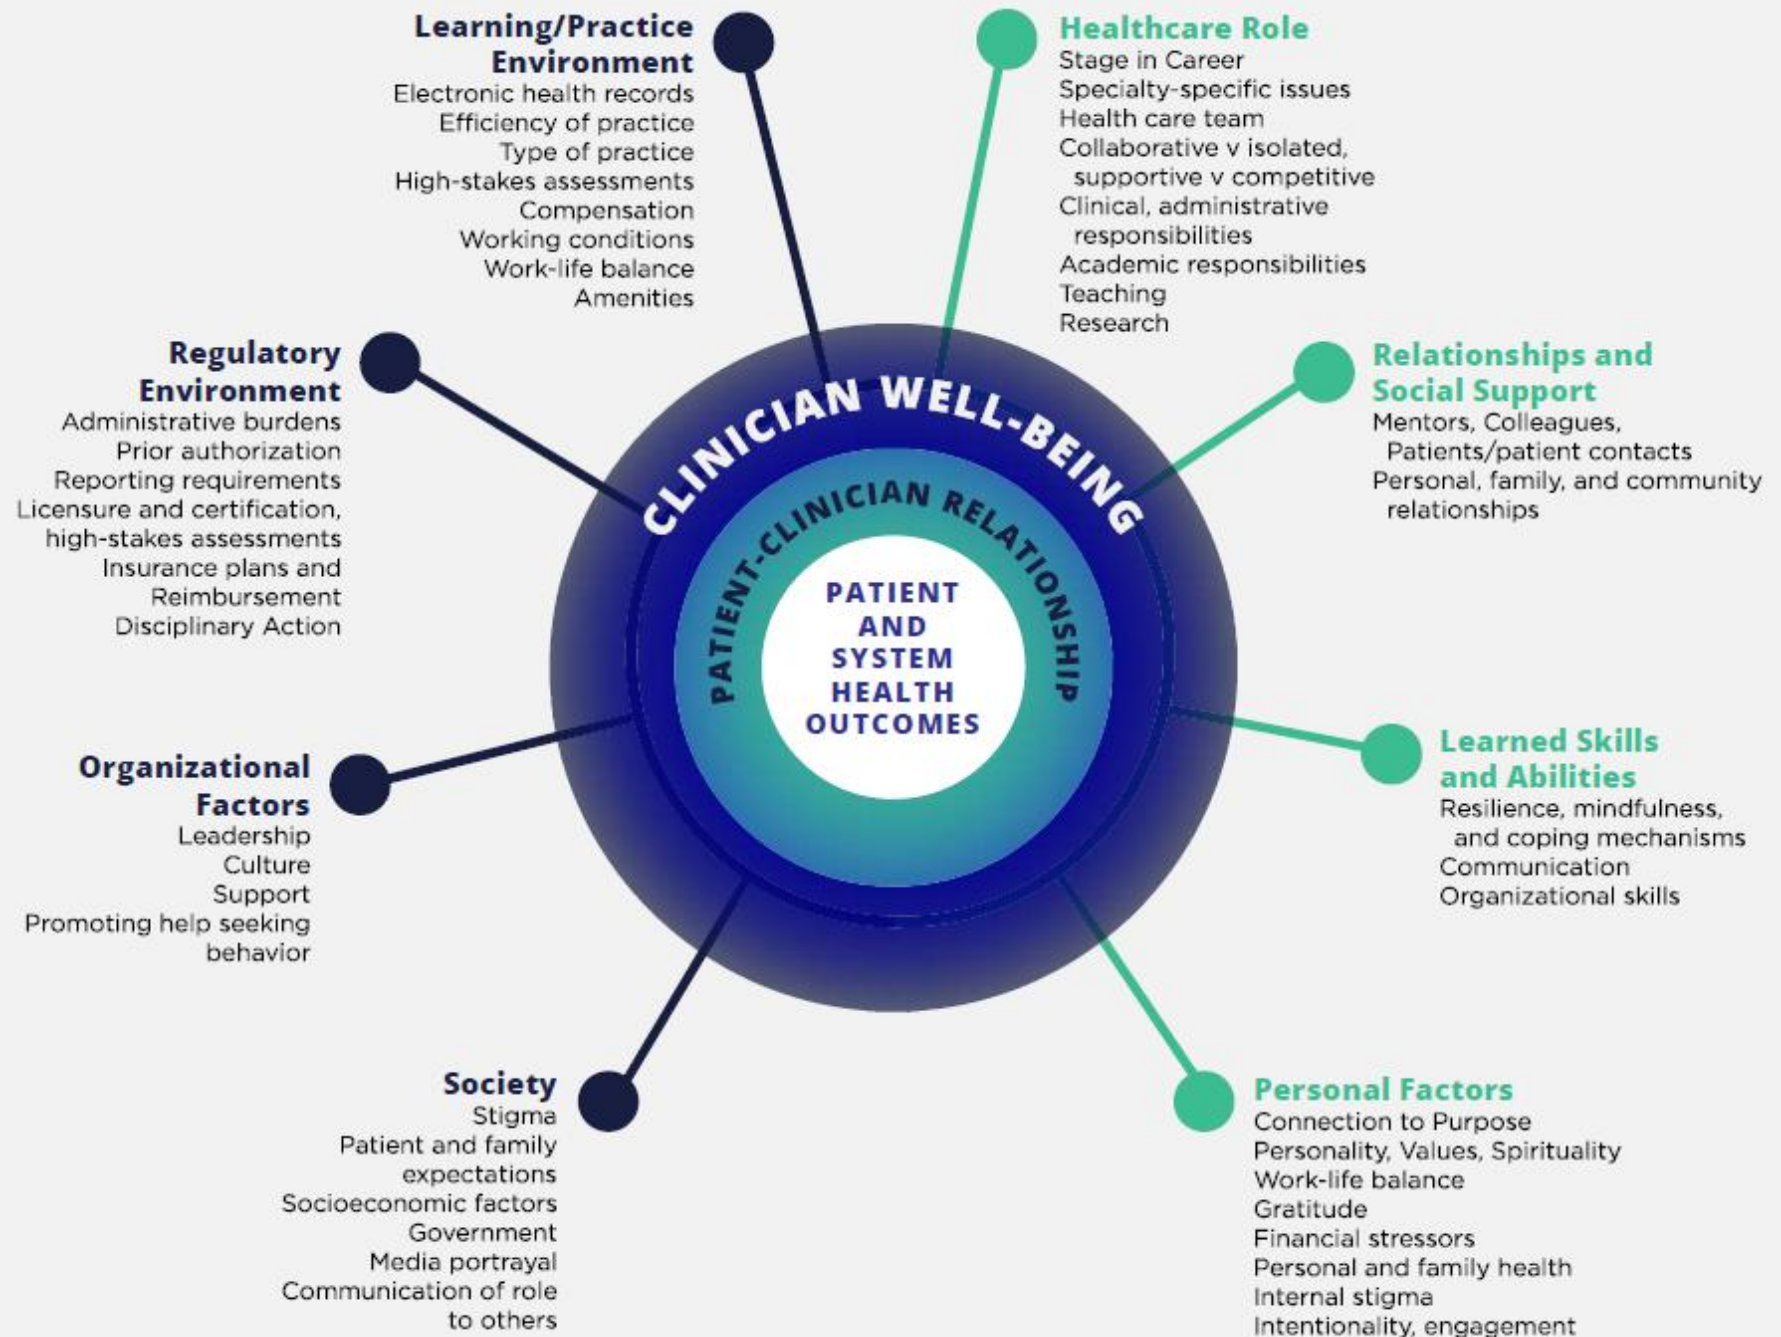 Learning/Practice
Environment
Electronic health records
Efficiency of practice
Type of practice
High-stakes assessments
Compensation
Working conditions
Work-life balance
Amenities
Healthcare Role
Stage in Career
Specialty-specific issues
Health care team
Collaborative v isolated,
supportive v competitive
Clinical, administrative
responsibilities
Academic responsibilities
Teaching
Research
Regulatory
Environment
Administrative burdens
Prior authorization
Reporting requirements
Licensure and certification,
high-stakes assessments
Insurance plans and
Reimbursement
Disciplinary Action
Relationships and
Social Support
Mentors, Colleagues,
Patients/patient contacts
Personal, family, and community
relationships
CLINICIAN WELL-BEING
PATIENT-CLINICIAN RELATIONSHIP
PATIENT
AND
SYSTEM
HEALTH
OUTCOMES
Organizational
Factors
Leadership
Culture
Support
Promoting help seeking
behavior
Learned Skills
and Abilities
Resilience, mindfulness,
and coping mechanisms
Communication
Organizational skills
Society
Stigma
Patient and family
expectations
Socioeconomic factors
Government
Media portrayal
Communication of role
to others
Personal Factors
Connection to Purpose
Personality, Values, Spirituality
Work-life balance
Gratitude
Financial stressors
Personal and family health
Internal stigma
Intentionality, engagement